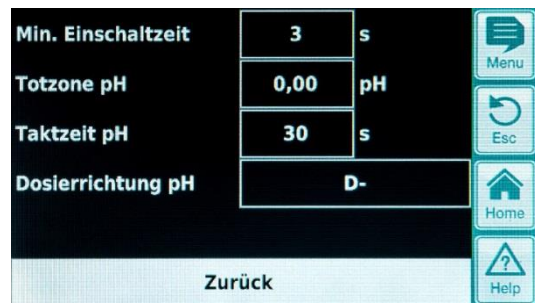 Min. Einschaltzeit 3 s
Menu
Totzone pH 0,00 pH
Taktzeit pH 30 s
Esc
Dosierrichtung pH D-
Home
Zurück
? Help